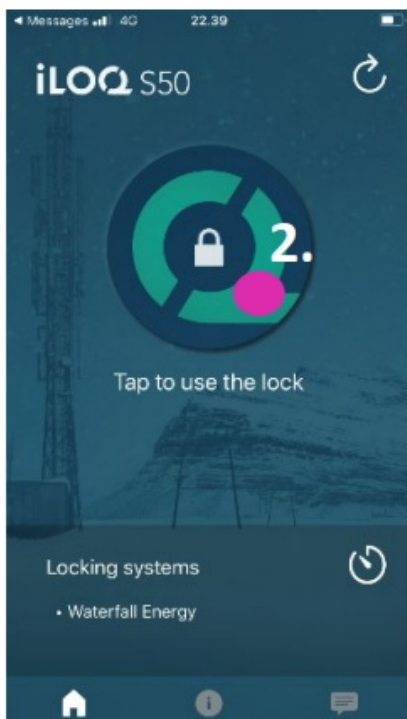 Messages 4G 22.39
iLOQ S50
2.
Tap to use the lock
Locking systems
• Waterfall Energy